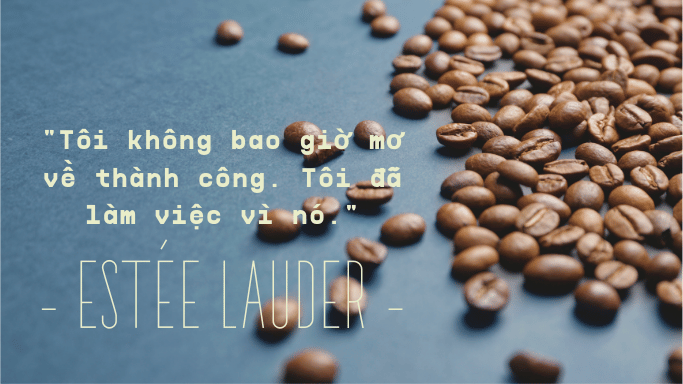 "Tôi không bao giờ mơ
về thành công. Tôi đã
làm việc vì nó."
- ESTÉE LAUDER -